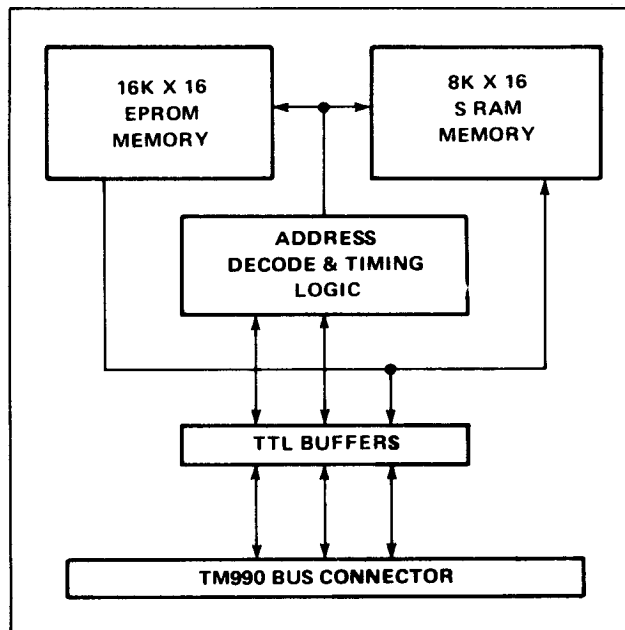 16K X 16
EPROM
MEMORY
8K X 16
S RAM
MEMORY
ADDRESS
DECODE & TIMING
LOGIC
TTL BUFFERS
TM990 BUS CONNECTOR